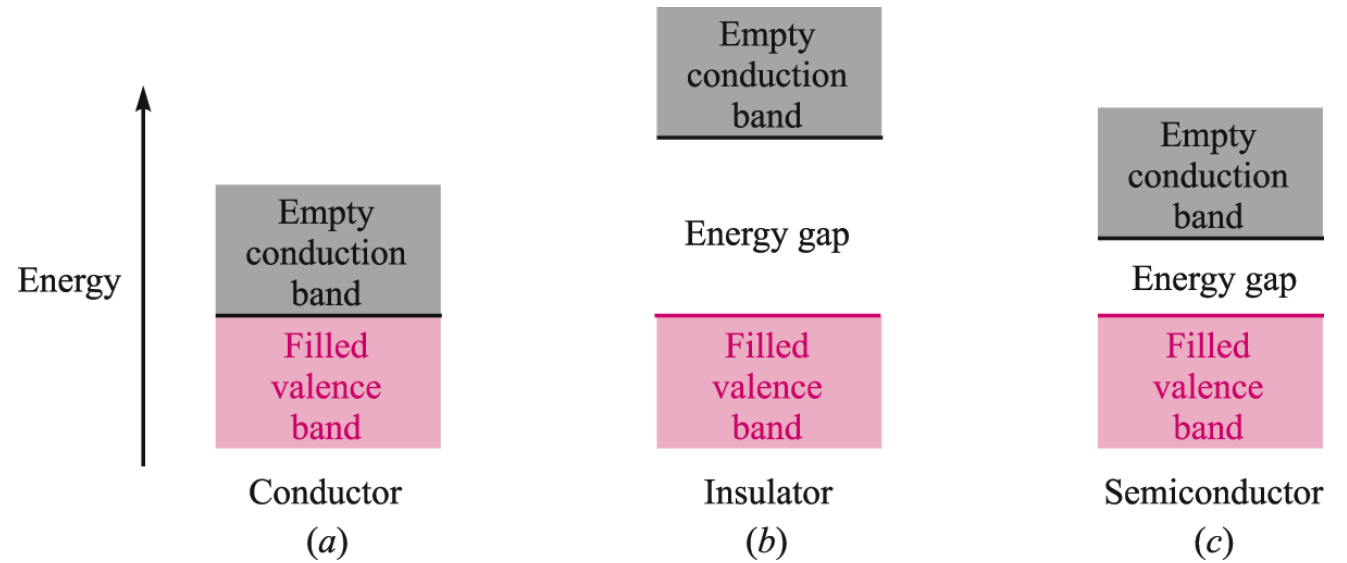 Energy
Empty
conduction
band
Filled
valence
band
Conductor
(a)
Empty
conduction
band
Energy gap
Filled
valence
band
Insulator
(b)
Empty
conduction
band
Energy gap
Filled
valence
band
Semiconductor
(c)